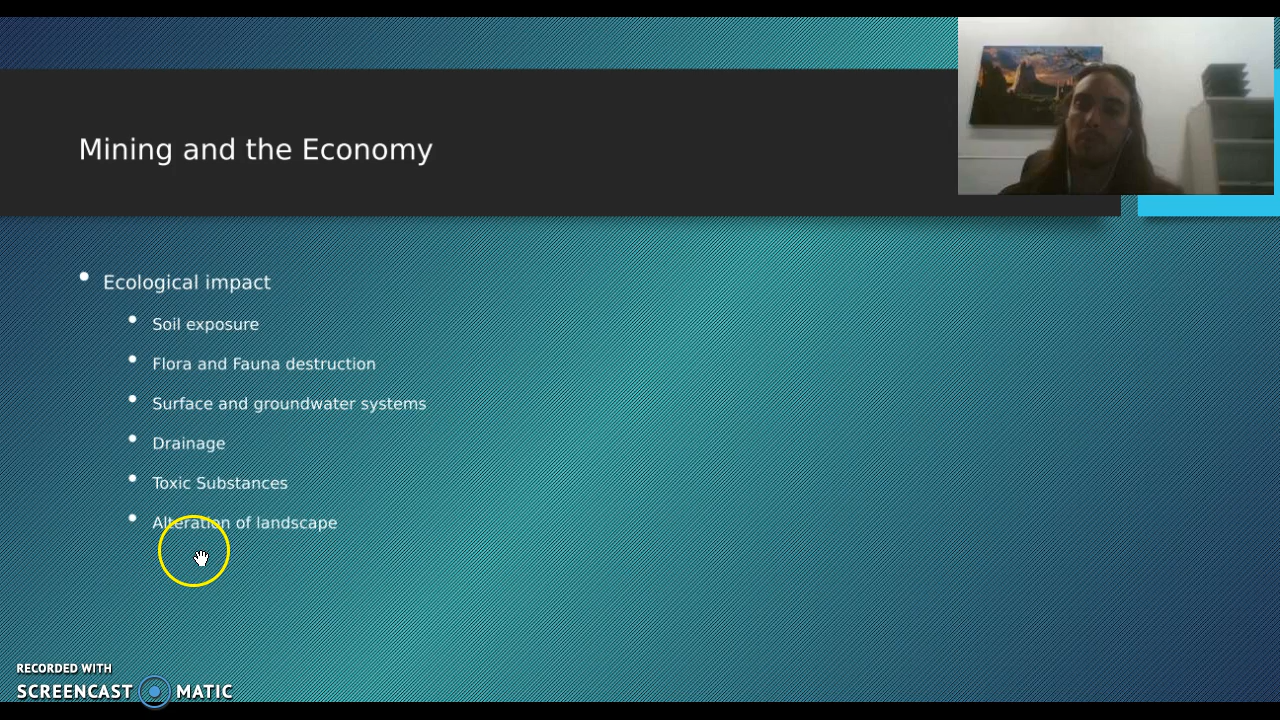 Mining and the Economy
Ecological impact
Soil exposure
Flora and Fauna destruction
Surface and groundwater systems
Drainage
Toxic Substances
Alteration of landscape
RECORDED WITH
SCREENCAST MATIC